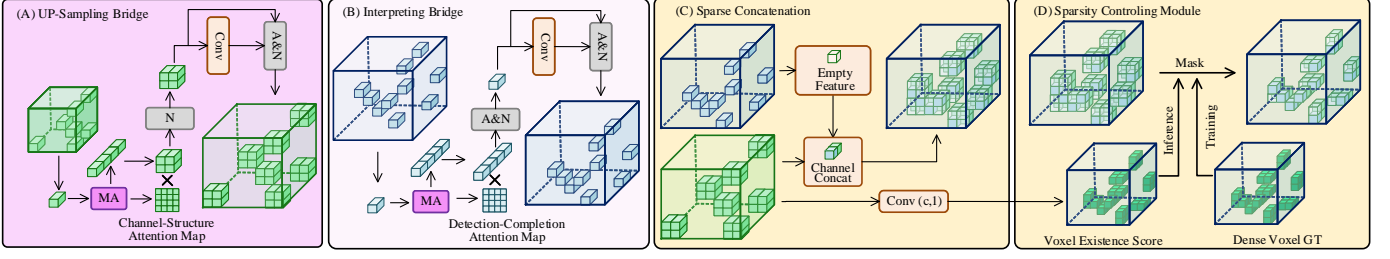 (A) UP-Sampling Bridge
Conv
A&N
N
MA
Channel-Structure
Attention Map
(B) Interpreting Bridge
Conv
A&N
A&N
MA
Detection-Completion
Attention Map
(C) Sparse Concatenation
Empty
Feature
Channel
Concat
Conv (c,1)
(D) Sparsity Controling Module
Mask
Inference
Training
Voxel Existence Score
Dense Voxel GT